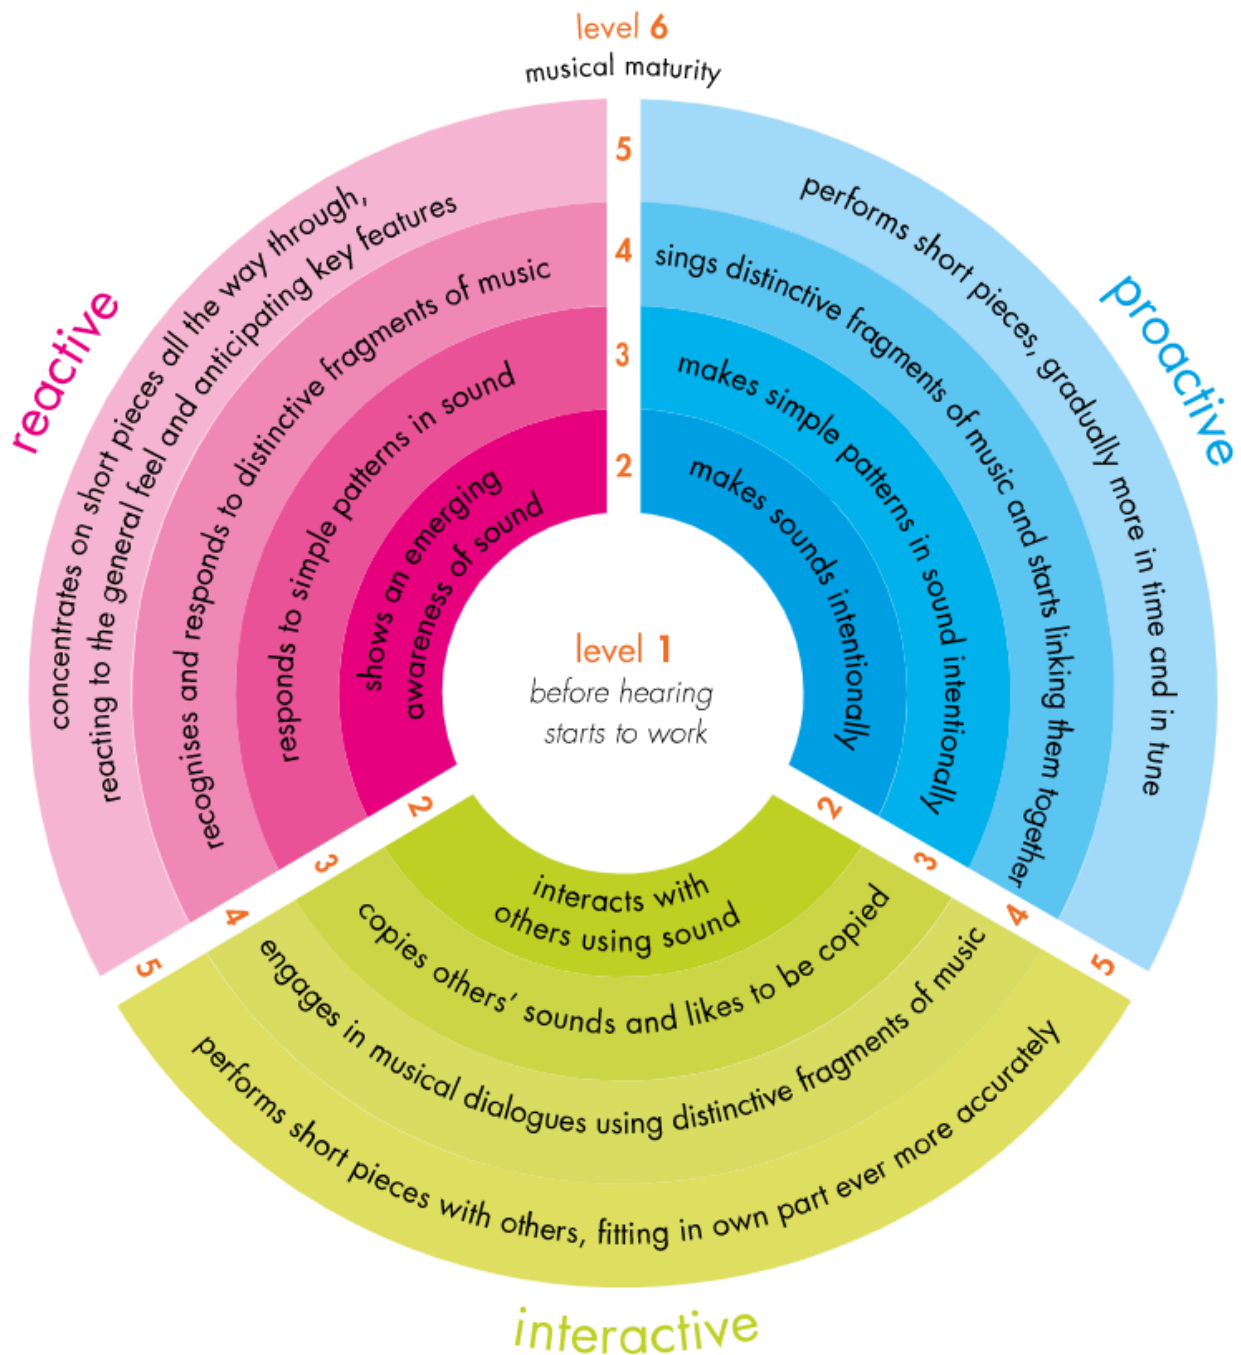 level 6
musical maturity
reactive
concentrates on short pieces all the way through,
reacting to the general feel and anticipating key features
recognises and responds to distinctive fragments of music
responds to simple patterns in sound
shows an emerging
awareness of sound
5
4
3
2
proactive
performs short pieces, gradually more in time and in tune
sings distinctive fragments of music and starts linking them together
makes simple patterns in sound intentionally
makes sounds intentionally
level 1
before hearing
starts to work
2
3
4
5
2
3
4
5
interacts with
others using sound
copies others’ sounds and likes to be copied
engages in musical dialogues using distinctive fragments of music
performs short pieces with others, fitting in own part ever more accurately
interactive